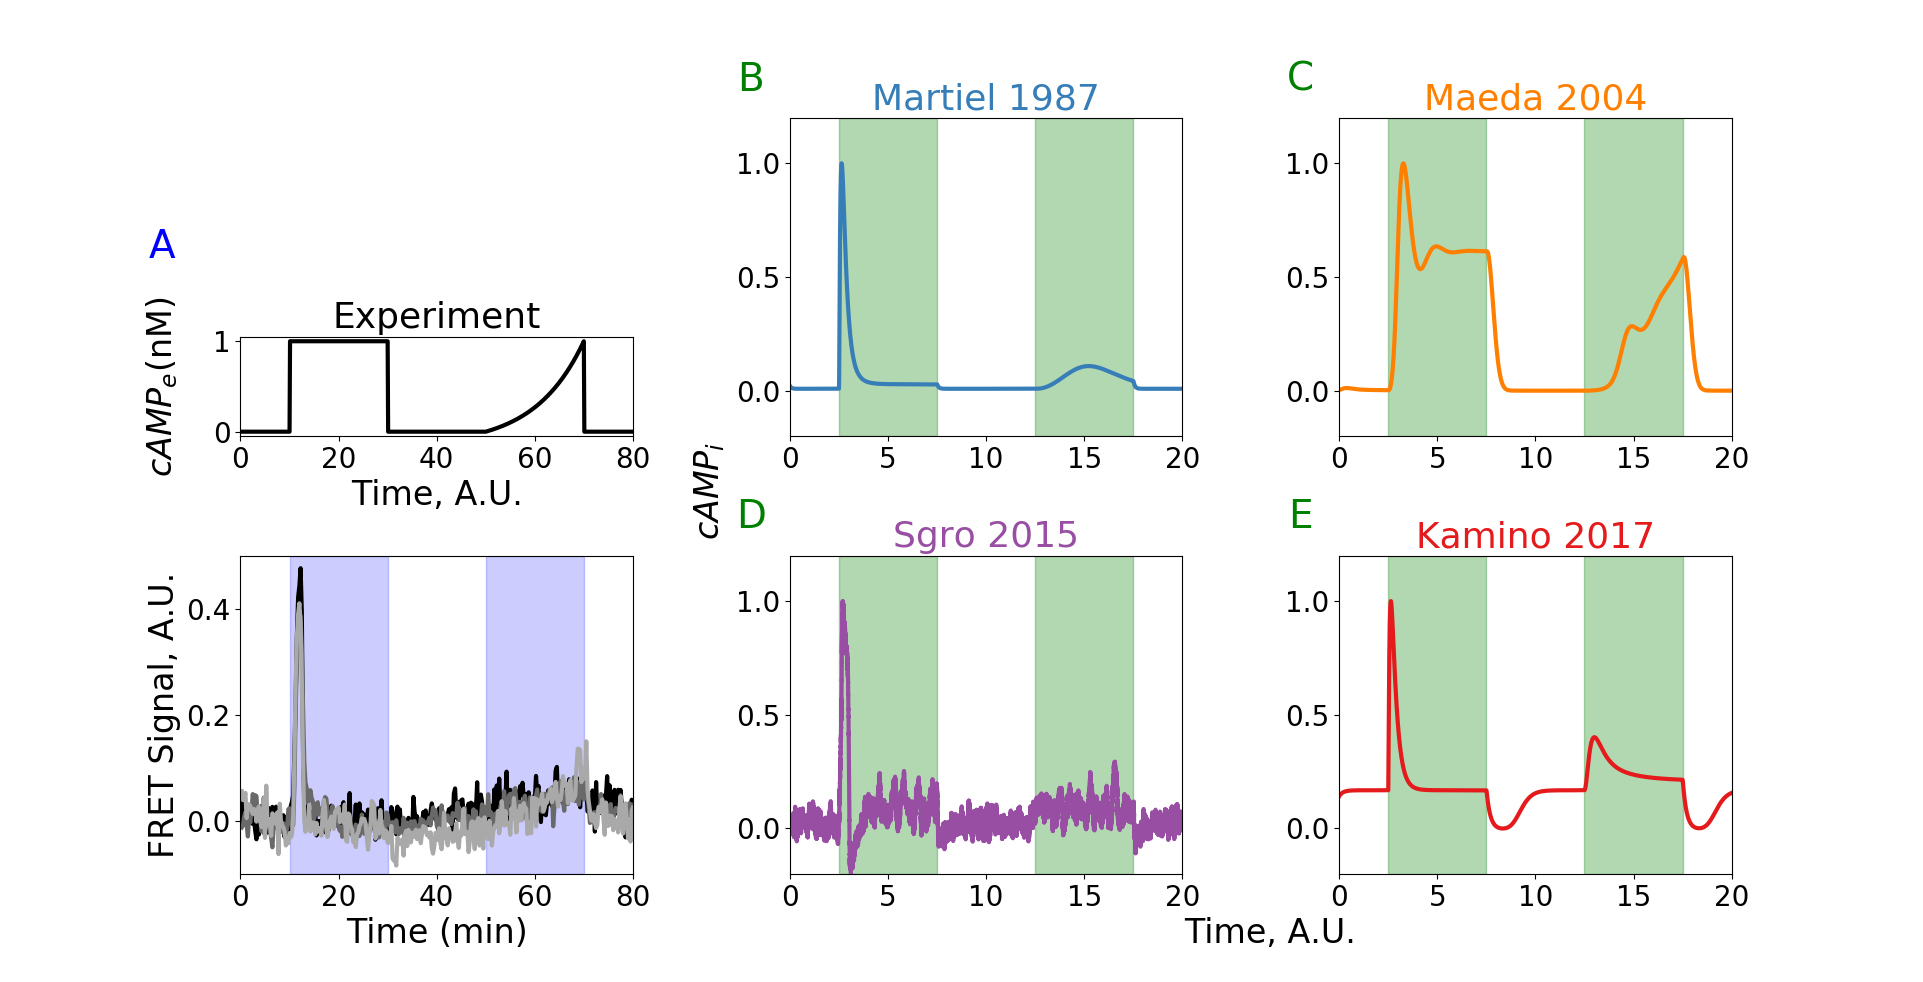 A
Experiment
cAMPe(nM)
1
0
0 20 40 60 80
Time, A.U.
FRET Signal, A.U.
0.4
0.2
0.0
0 20 40 60 80
Time (min)
cAMPi
B
Martiel 1987
1.0
0.5
0.0
0 5 10 15 20
C
Maeda 2004
1.0
0.5
0.0
0 5 10 15 20
D
Sgro 2015
1.0
0.5
0.0
0 5 10 15 20
E
Kamino 2017
1.0
0.5
0.0
0 5 10 15 20
Time, A.U.